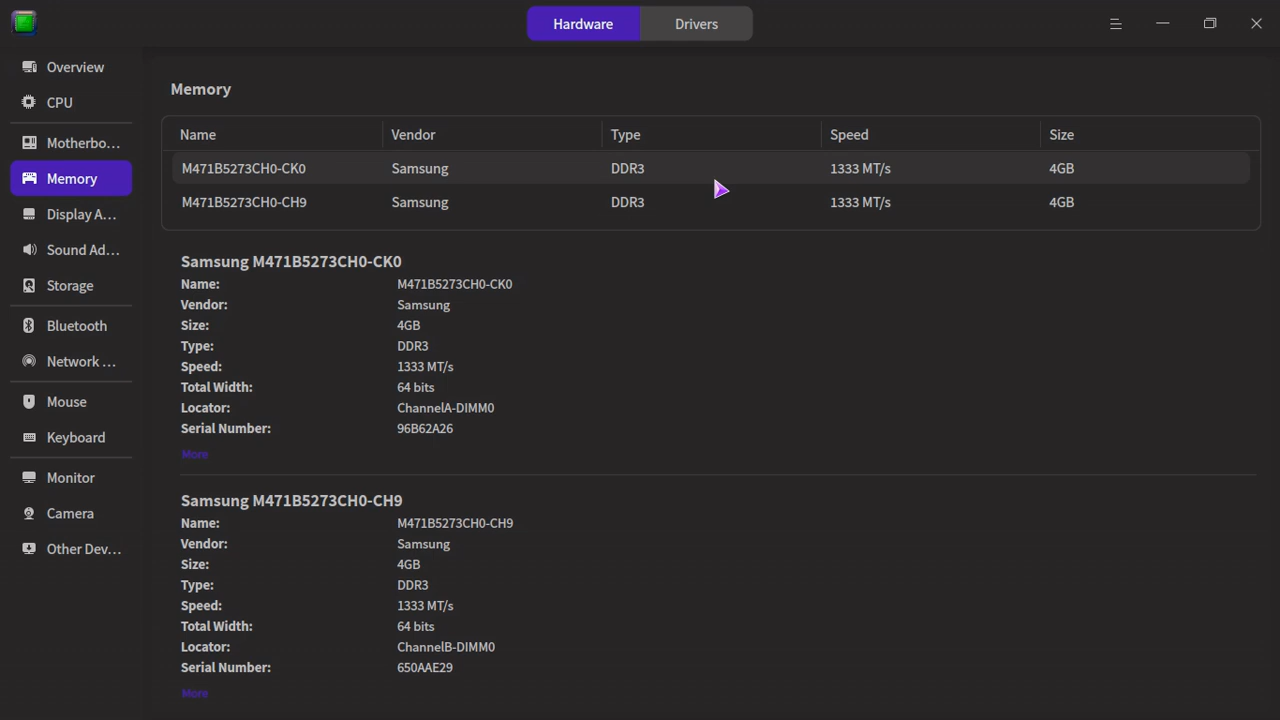 Hardware Drivers
Overview
CPU
Motherbo...
Memory
Display A...
Sound Ad...
Storage
Bluetooth
Network ...
Mouse
Keyboard
Monitor
Camera
Other Dev...
Memory
Name Vendor Type Speed Size
M471B5273CH0-CK0 Samsung DDR3 1333 MT/s 4GB
M471B5273CH0-CH9 Samsung DDR3 1333 MT/s 4GB
Samsung M471B5273CH0-CK0
Name: M471B5273CH0-CK0
Vendor: Samsung
Size: 4GB
Type: DDR3
Speed: 1333 MT/s
Total Width: 64 bits
Locator: ChannelA-DIMM0
Serial Number: 96B62A26
More
Samsung M471B5273CH0-CH9
Name: M471B5273CH0-CH9
Vendor: Samsung
Size: 4GB
Type: DDR3
Speed: 1333 MT/s
Total Width: 64 bits
Locator: ChannelB-DIMM0
Serial Number: 650AAE29
More